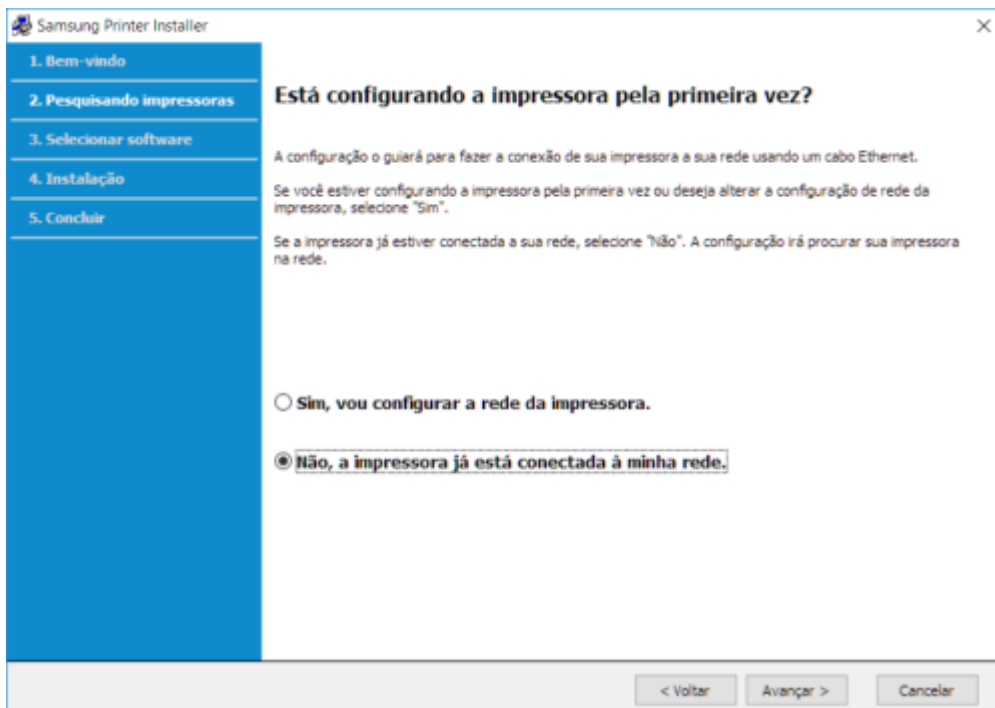 Samsung Printer Installer
1. Bem-vindo
2. Pesquisando impressoras
3. Selecionar software
4. Instalação
5. Concluir
Está configurando a impressora pela primeira vez?
A configuração o guiará para fazer a conexão de sua impressora a sua rede usando um cabo Ethernet.
Se você estiver configurando a impressora pela primeira vez ou deseja alterar a configuração de rede da
impressora, selecione "Sim".
Se a impressora já estiver conectada a sua rede, selecione "Não". A configuração irá procurar sua impressora
na rede.
Sim, vou configurar a rede da impressora.
Não, a impressora já está conectada à minha rede.
< Voltar
Avançar >
Cancelar